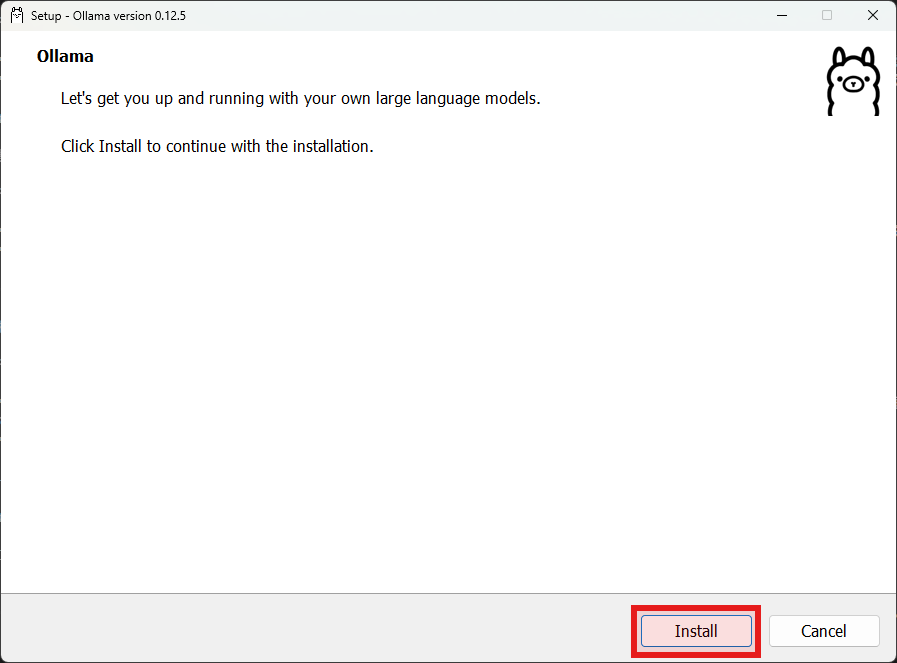 Setup - Ollama version 0.12.5
Ollama
Let's get you up and running with your own large language models.
Click Install to continue with the installation.
Install
Cancel